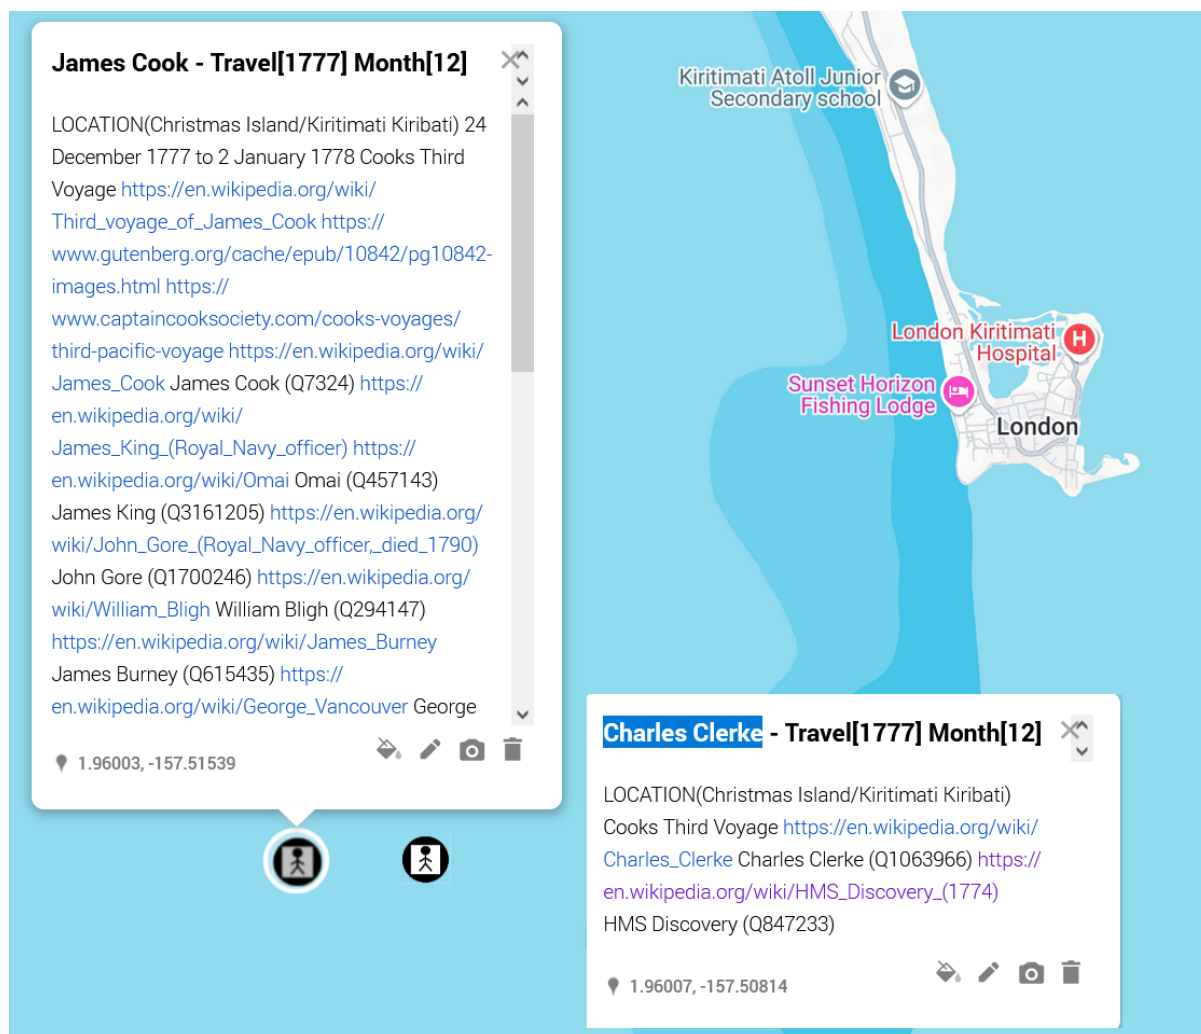 James Cook - Travel[1777] Month[12]
LOCATION(Christmas Island/Kiritimati Kiribati) 24
December 1777 to 2 January 1778 Cooks Third
Voyage https://en.wikipedia.org/wiki/
Third_voyage_of_James_Cook https://
www.gutenberg.org/cache/epub/10842/pg10842-
images.html https://
www.captaincooksociety.com/cooks-voyages/
third-pacific-voyage https://en.wikipedia.org/wiki/
James_Cook James Cook (Q7324) https://
en.wikipedia.org/wiki/
James_King_(Royal_Navy_officer) https://
en.wikipedia.org/wiki/Omai Omai (Q457143)
James King (Q3161205) https://en.wikipedia.org/
wiki/John_Gore_(Royal_Navy_officer,_died_1790)
John Gore (Q1700246) https://en.wikipedia.org/
wiki/William_Bligh William Bligh (Q294147)
https://en.wikipedia.org/wiki/James_Burney
James Burney (Q615435) https://
en.wikipedia.org/wiki/George_Vancouver George
1.96003, -157.51539
Kiritimati Atoll Junior
Secondary school
London Kiritimati
Hospital
H
Sunset Horizon
Fishing Lodge
London
Charles Clerke - Travel[1777] Month[12]
LOCATION(Christmas Island/Kiritimati Kiribati)
Cooks Third Voyage https://en.wikipedia.org/wiki/
Charles_Clerke Charles Clerke (Q1063966) https://
en.wikipedia.org/wiki/HMS_Discovery_(1774)
HMS Discovery (Q847233)
1.96007, -157.50814